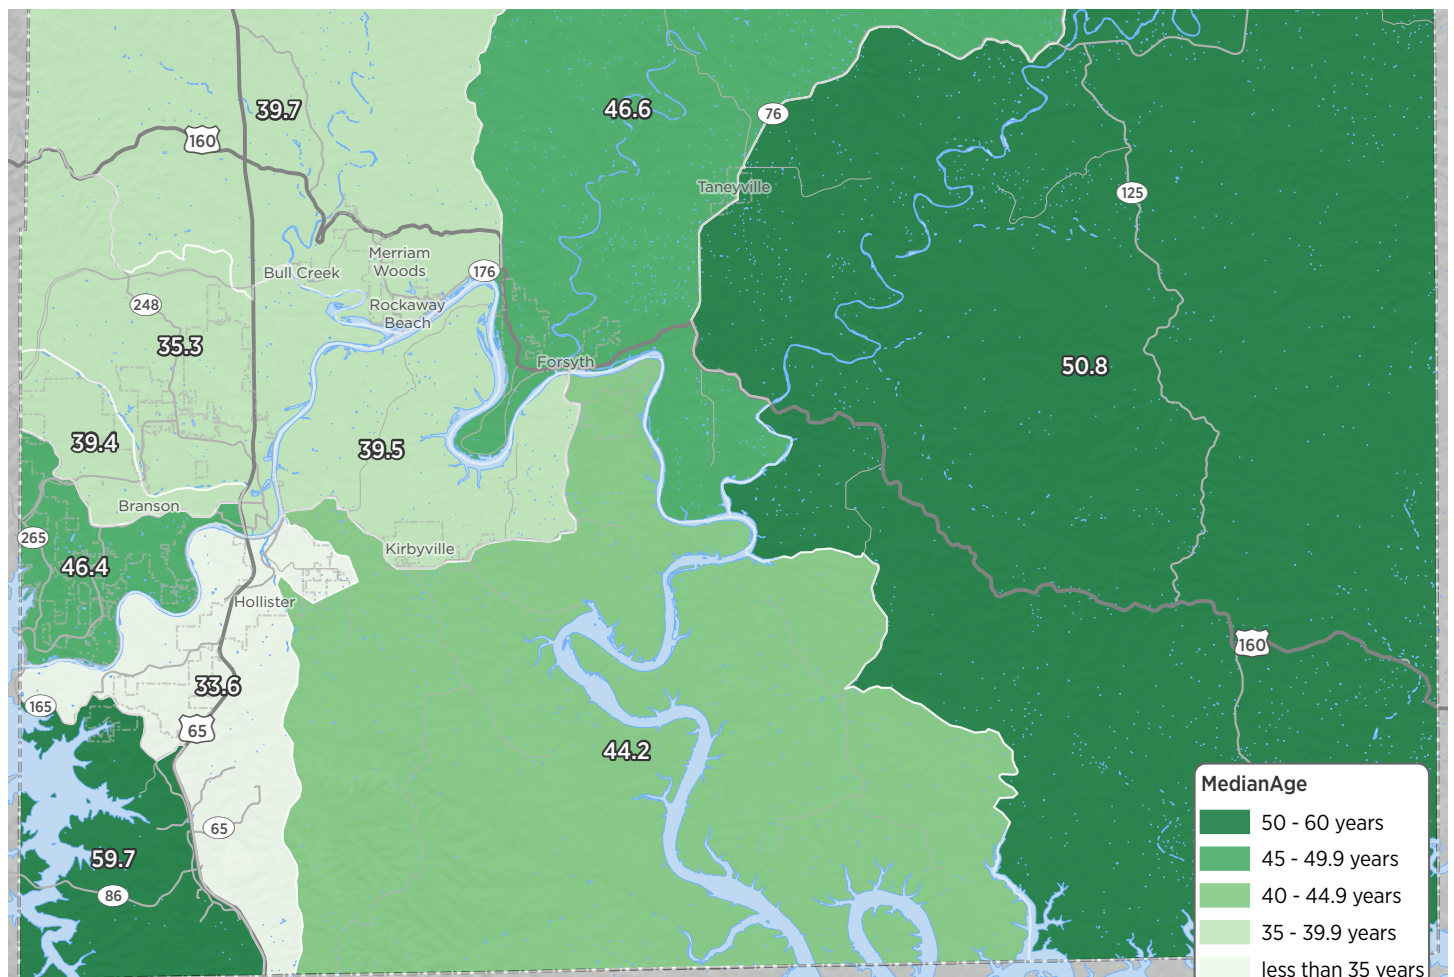 39.7
46.6
76
160
Taneyville
125
Merriam
Woods
Bull Creek
176
248
Rockaway
Beach
35.3
Forsyth
50.8
39.4
39.5
Branson
265
Kirbyville
46.4
Hollister
160
33.6
165
65
44.2
65
59.7
86
MedianAge
50 - 60 years
45 - 49.9 years
40 - 44.9 years
35 - 39.9 years
less than 35 years